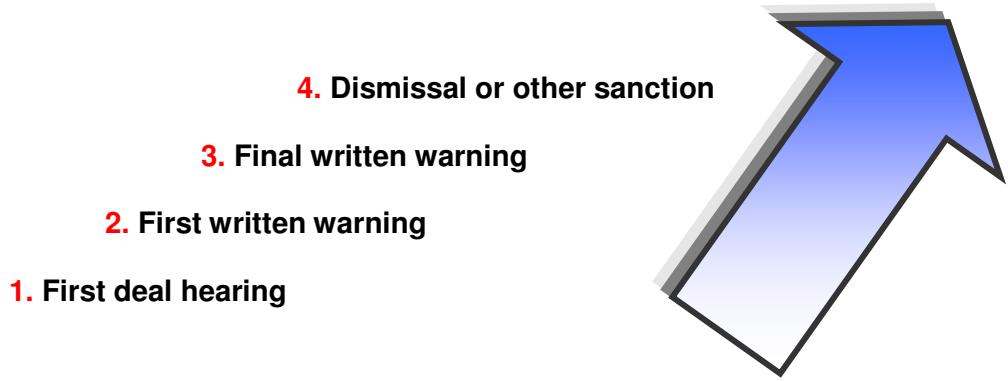 4. Dismissal or other sanction
3. Final written warning
2. First written warning
1. First deal hearing